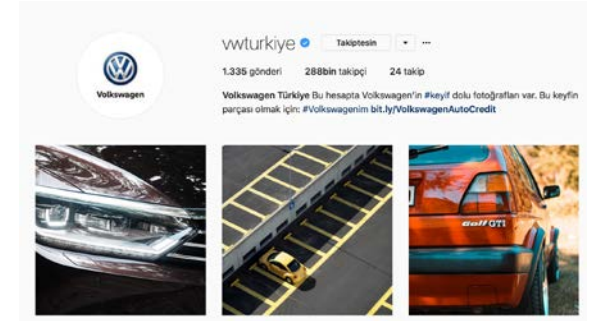 vwturkiye Takiptesin
1.335 gönderi 288bin takipçi 24 takip
Volkswagen
Volkswagen Türkiye Bu hesapta Volkswagen'in #keyif dolu fotoğrafları var. Bu keyfin
parçası olmak için: #Volkswagenim bit.ly/VolkswagenAutoCredit
Golf GTI